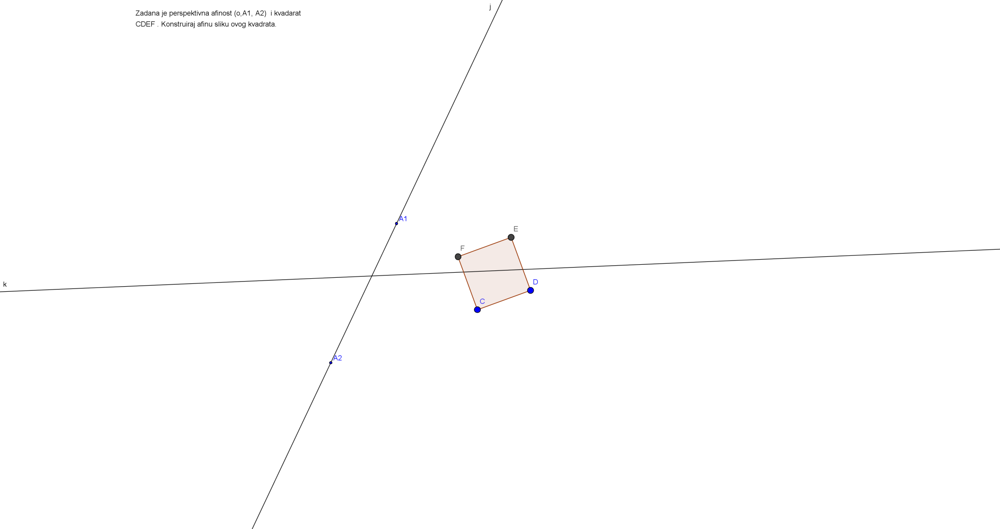 Zadana je perspektivna afinost (o,A1, A2)  i kvadarat
CDEF . Konstruiraj afinu sliku ovog kvadrata.
j
A1
E
F
D
k
C
A2